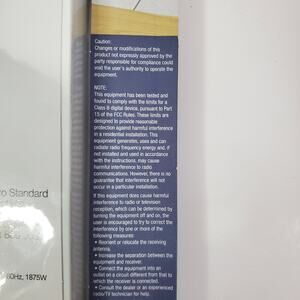 Caution:
Changes or modifications of this
product not expressly approved by the
party responsible for compliance could
void the user's authority to operate the
equipment.
NOTE:
This equipment has been tested and
found to comply with the limits for a
Class B digital device, pursuant to Part
15 of the FCC Rules. These limits are
designed to provide reasonable
protection against harmful interference
in a residential installation. This
equipment generates, uses and can
radiate radio frequency energy and, if
not installed and used in accordance
with the instructions, may cause
harmful interference to radio
communications. However, there is no
guarantee that interference will not
occur in a particular installation.
If this equipment does cause harmful
interference to radio or television
reception, which can be determined by
turning the equipment off and on, the
user is encouraged to try to correct the
interference by one or more of the
following measures:
• Reorient or relocate the receiving
antenna.
• Increase the separation between the
equipment and receiver.
• Connect the equipment into an
outlet on a circuit different from that to
which the receiver is connected.
• Consult the dealer or an experienced
radio/TV technician for help.
ro Standard
60Hz, 1875W